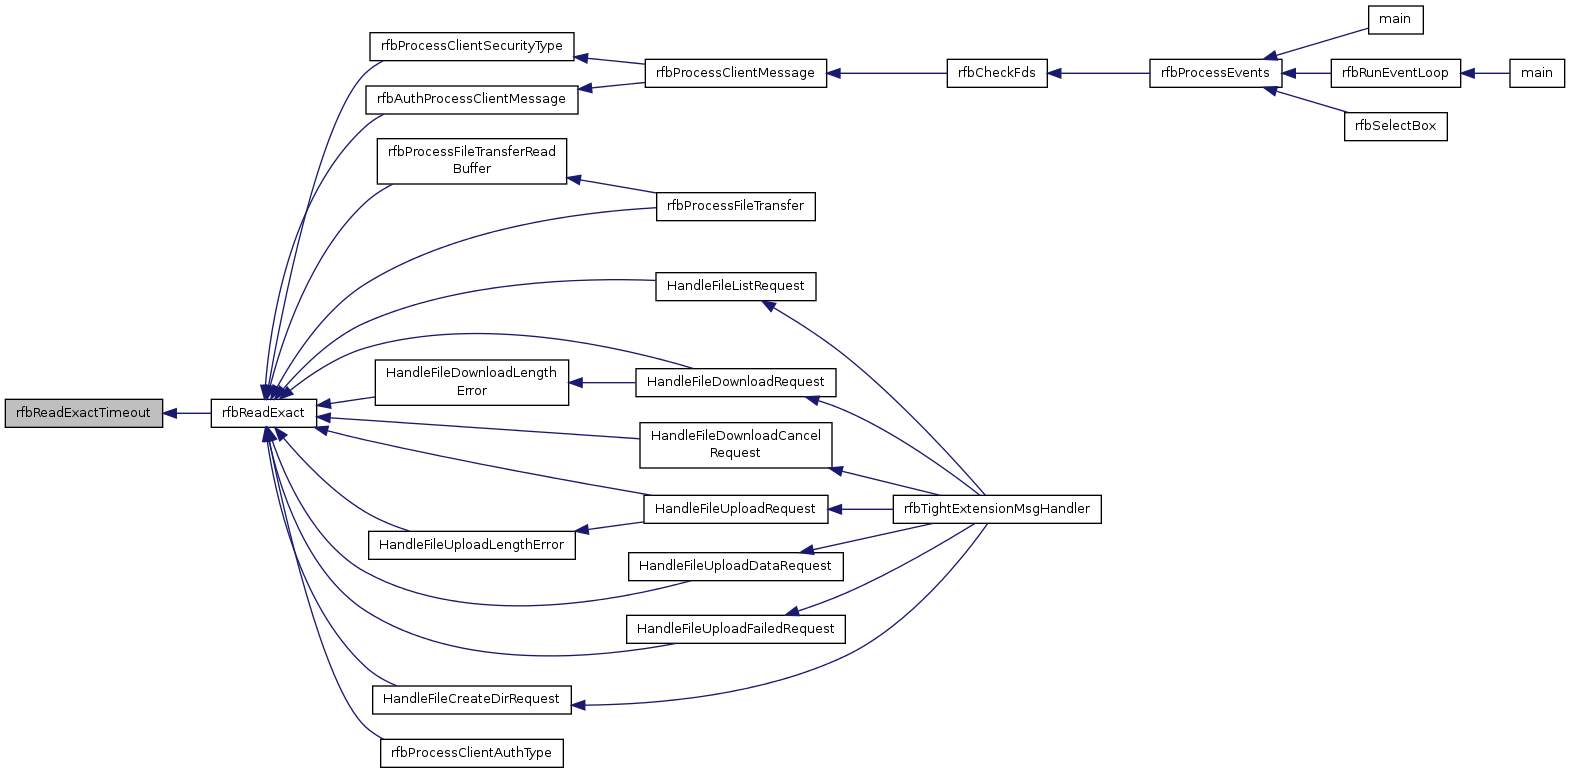 main
rfbProcessClientSecurityType
rfbProcessClientMessage
rfbCheckFds
rfbProcessEvents
rfbRunEventLoop
main
rfbAuthProcessClientMessage
rfbSelectBox
rfbProcessFileTransferRead
Buffer
rfbProcessFileTransfer
HandleFileListRequest
HandleFileDownloadLength
Error
HandleFileDownloadRequest
rfbReadExactTimeout
rfbReadExact
HandleFileDownloadCancel
Request
HandleFileUploadRequest
rfbTightExtensionMsgHandler
HandleFileUploadLengthError
HandleFileUploadDataRequest
HandleFileUploadFailedRequest
HandleFileCreateDirRequest
rfbProcessClientAuthType